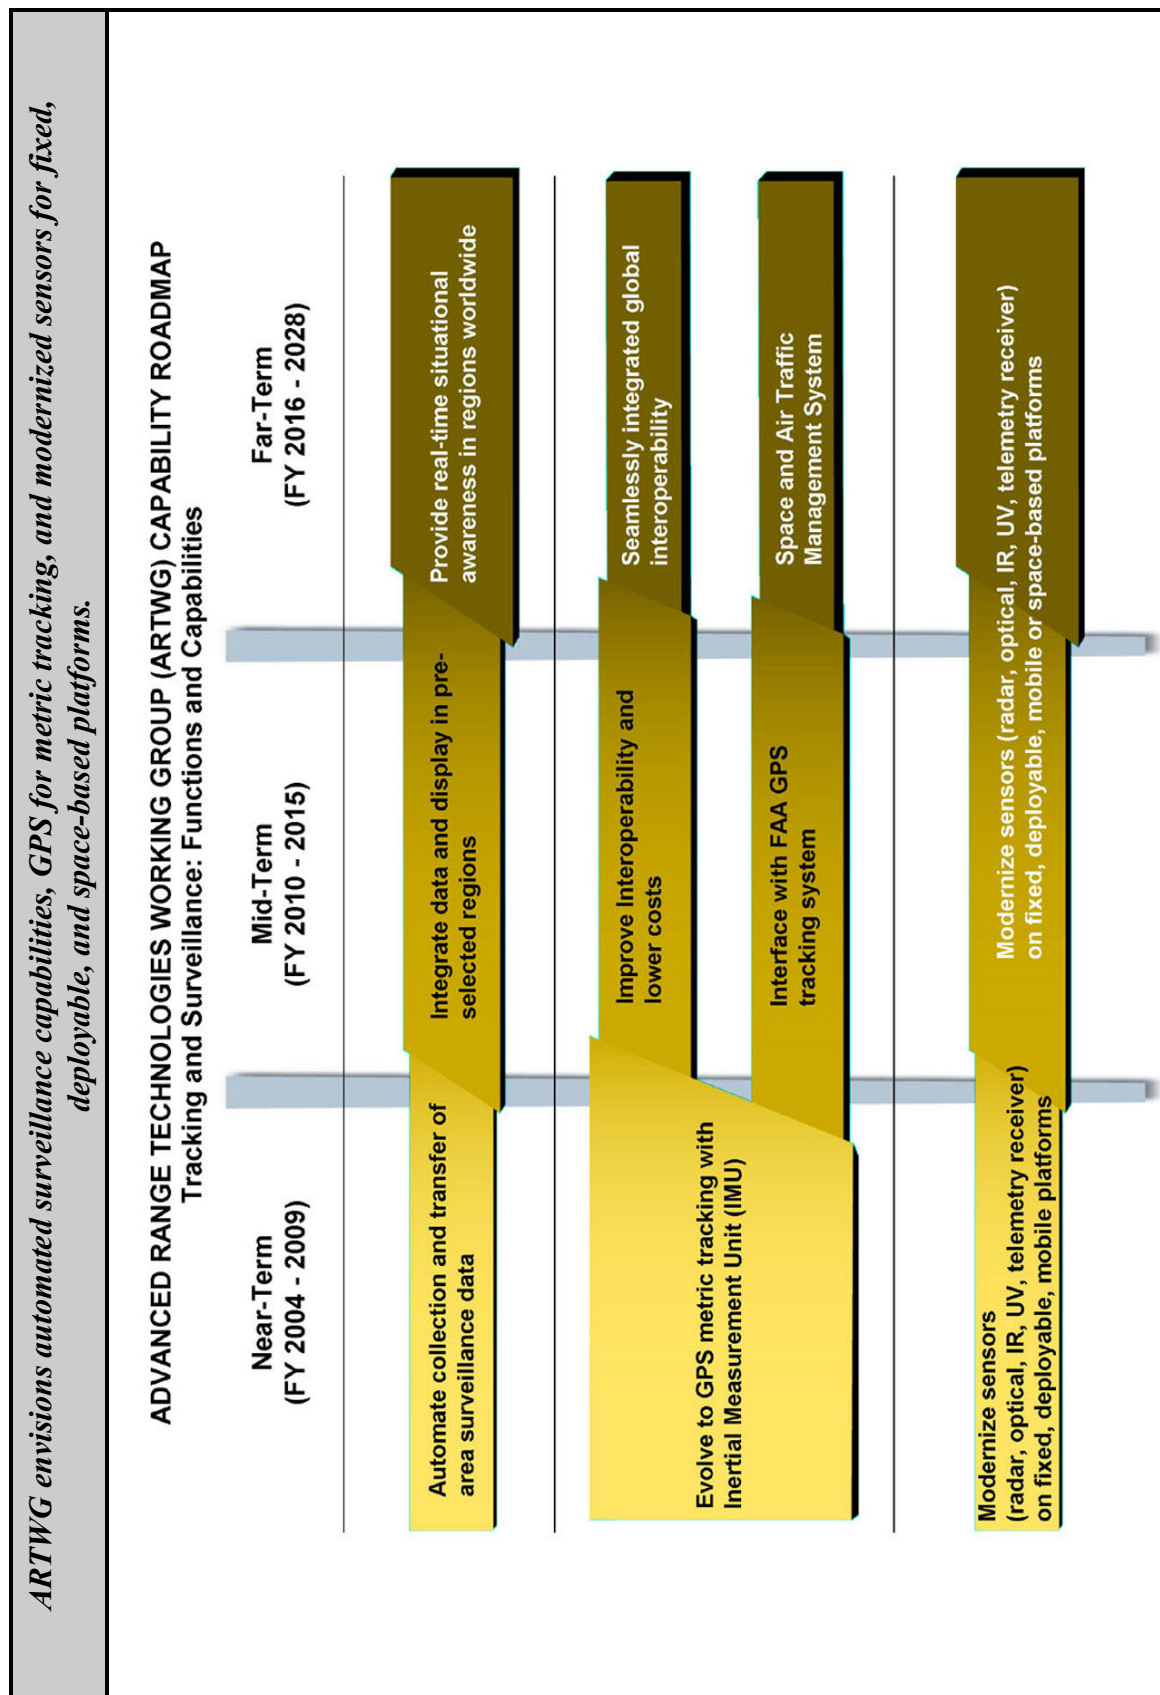 ARTWG envisions automated surveillance capabilities, GPS for metric tracking, and modernized sensors for fixed,
deployable, and space-based platforms.
ADVANCED RANGE TECHNOLOGIES WORKING GROUP (ARTWG) CAPABILITY ROADMAP
Tracking and Surveillance: Functions and Capabilities
Near-Term
(FY 2004 - 2009)
Mid-Term
(FY 2010 - 2015)
Far-Term
(FY 2016 - 2028)
Automate collection and transfer of
area surveillance data
Integrate data and display in pre-
selected regions
Provide real-time situational
awareness in regions worldwide
Evolve to GPS metric tracking with
Inertial Measurement Unit (IMU)
Improve Interoperability and
lower costs
Seamlessly integrated global
interoperability
Interface with FAA GPS
tracking system
Space and Air Traffic
Management System
Modernize sensors
(radar, optical, IR, UV, telemetry receiver)
on fixed, deployable, mobile platforms
Modernize sensors (radar, optical, IR, UV, telemetry receiver)
on fixed, deployable, mobile or space-based platforms